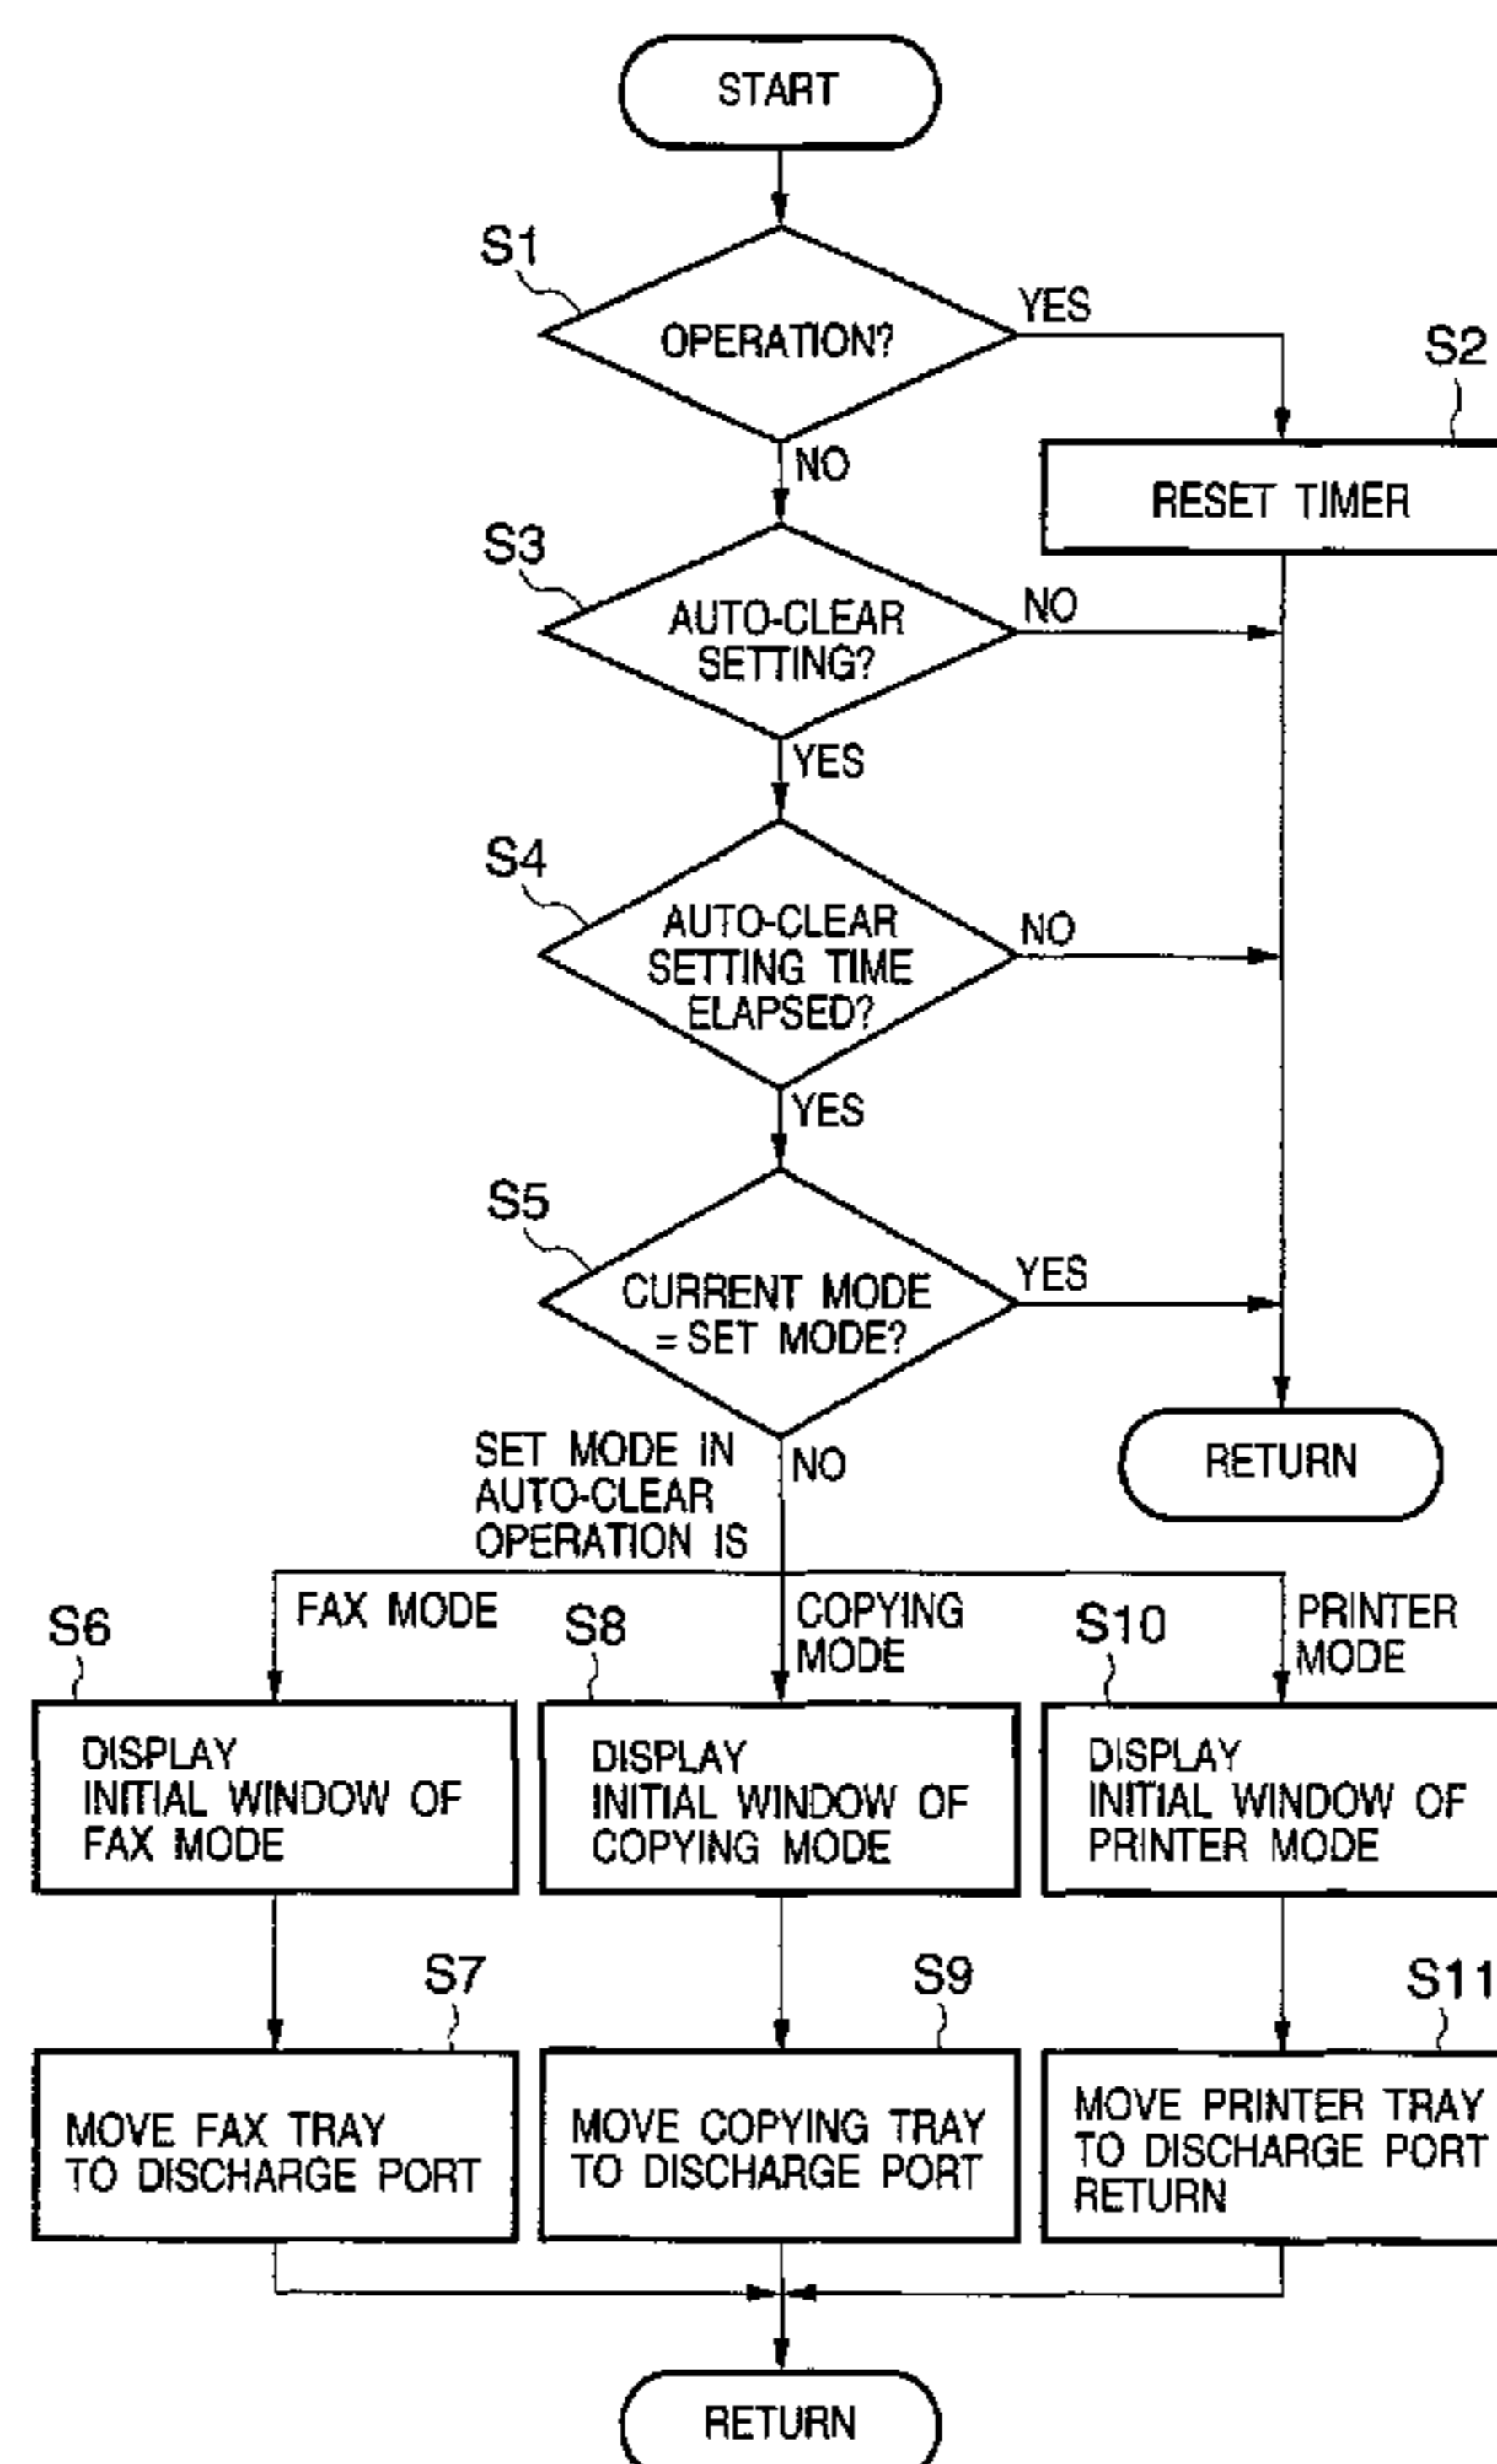 START
S1
OPERATION?
YES
S2
NO
RESET TIMER
S3
AUTO-CLEAR
SETTING?
NO
YES
S4
AUTO-CLEAR
SETTING TIME
ELAPSED?
NO
YES
S5
CURRENT MODE
= SET MODE?
YES
RETURN
NO
SET MODE IN
AUTO-CLEAR
OPERATION IS
S6
FAX MODE
S8
COPYING
MODE
S10
PRINTER
MODE
DISPLAY
INITIAL WINDOW OF
FAX MODE
DISPLAY
INITIAL WINDOW OF
COPYING MODE
DISPLAY
INITIAL WINDOW OF
PRINTER MODE
S7
S9
S11
MOVE FAX TRAY
TO DISCHARGE PORT
MOVE COPYING TRAY
TO DISCHARGE PORT
MOVE PRINTER TRAY
TO DISCHARGE PORT
RETURN
RETURN